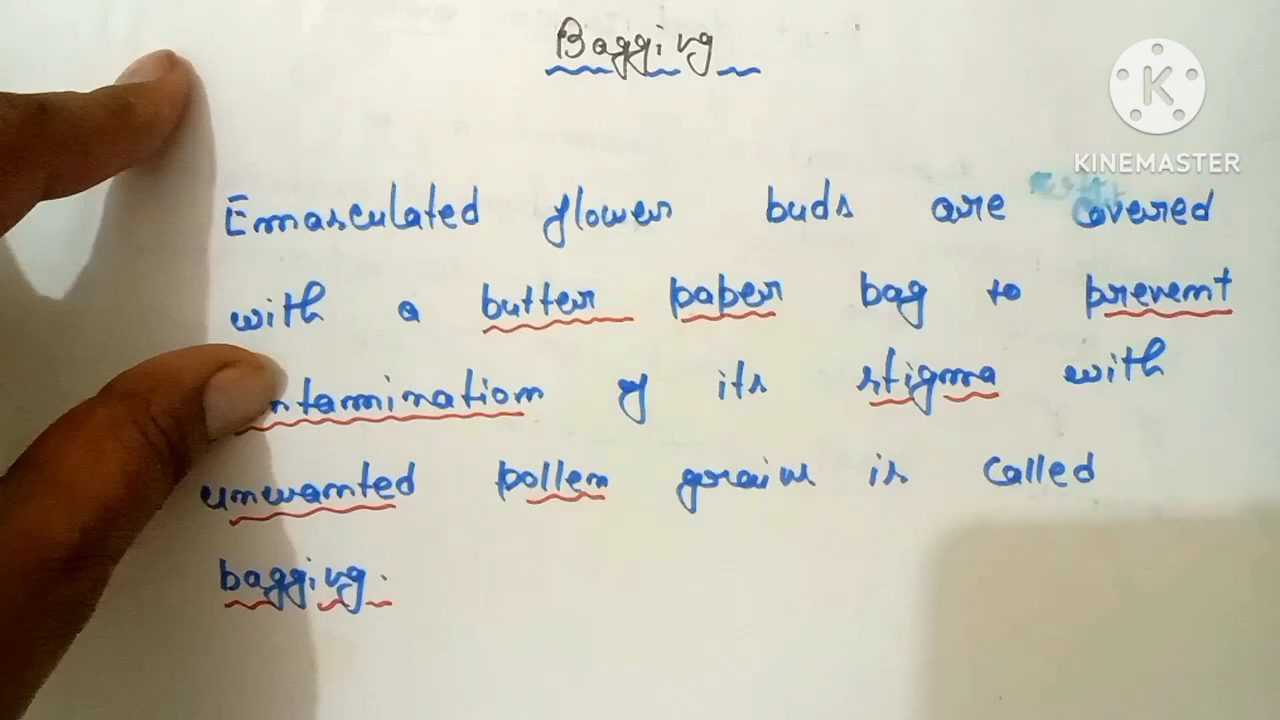 Bagging
K
KINEMASTER
Emasculated flower buds are covered
with a butter paper bag to prevent
ntamination of its stigma with
unwanted pollen grains is called
bagging.